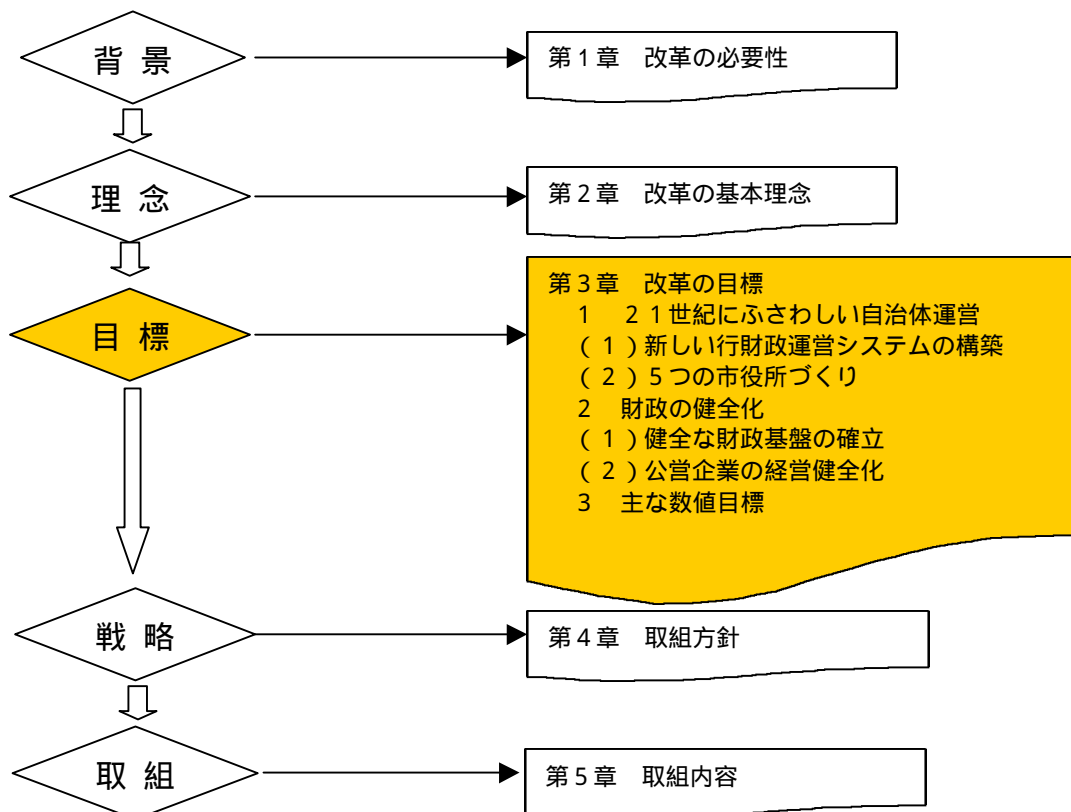 背 景
第1章 改革の必要性
理 念
第2章 改革の基本理念
目 標
第3章 改革の目標
1 21世紀にふさわしい自治体運営
(1)新しい行財政運営システムの構築
(2)5つの市役所づくり
2 財政の健全化
(1)健全な財政基盤の確立
(2)公営企業の経営健全化
3 主な数値目標
戦 略
第4章 取組方針
取 組
第5章 取組内容